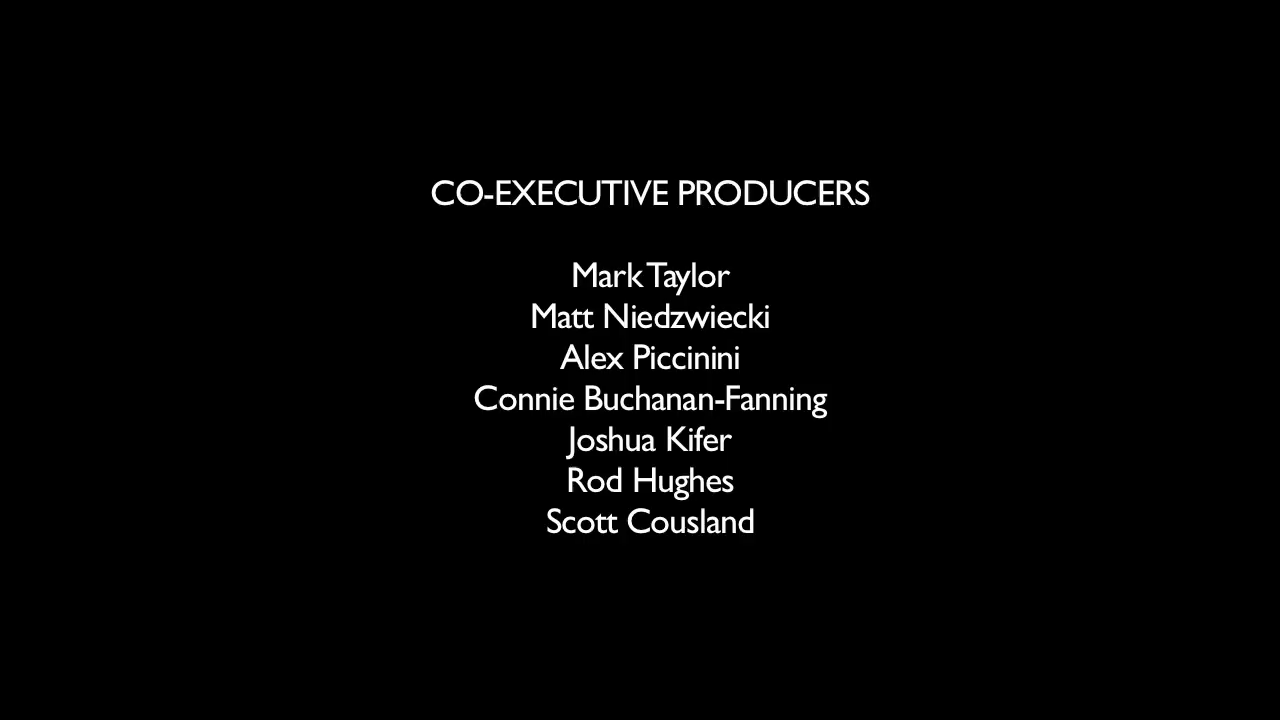 CO-EXECUTIVE PRODUCERS
Mark Taylor
Matt Niedzwiecki
Alex Piccinini
Connie Buchanan-Fanning
Joshua Kifer
Rod Hughes
Scott Cousland